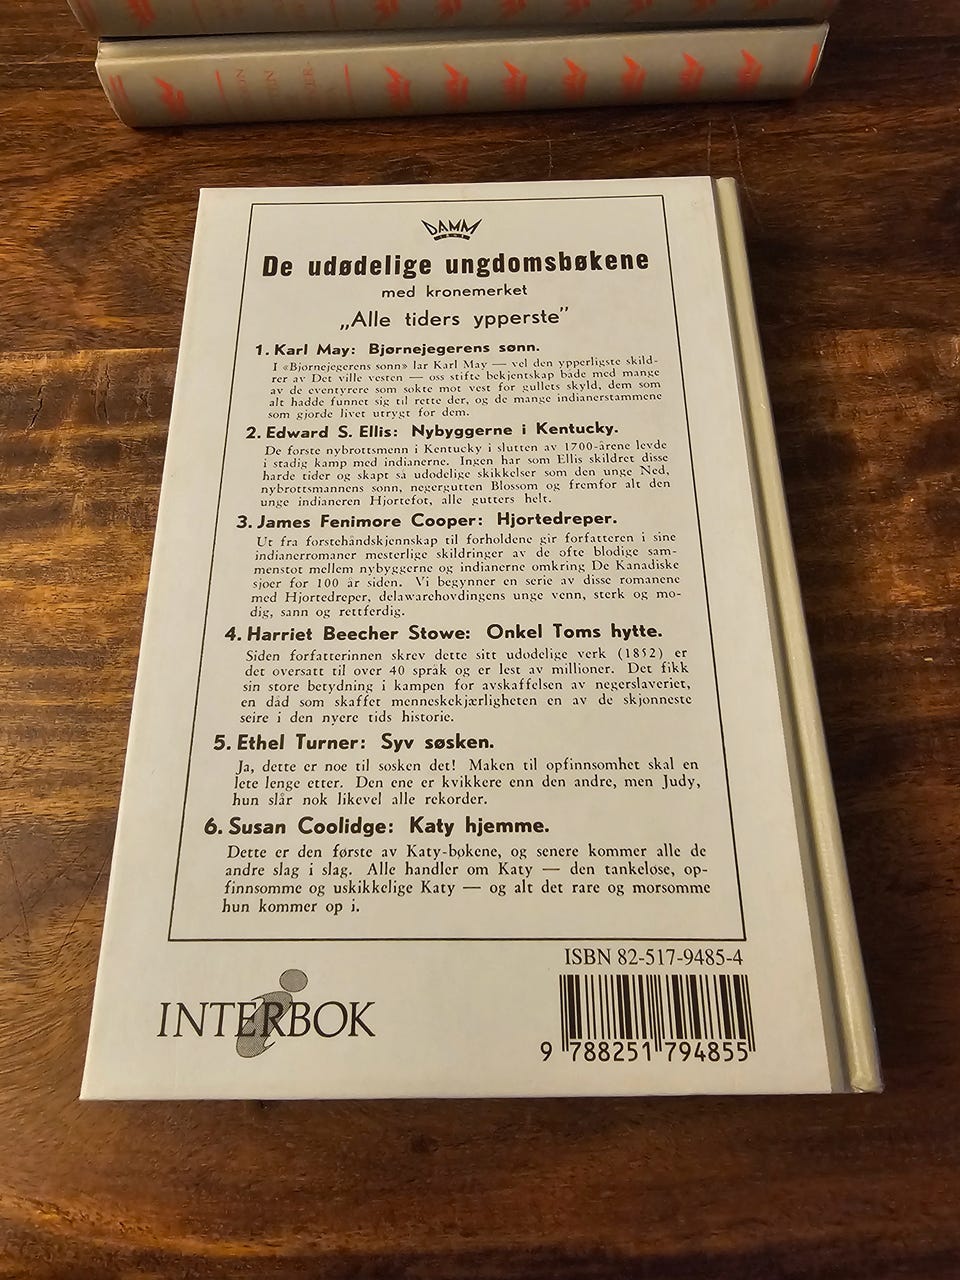 DAMM
De udødelige ungdomsbøkene
med kronemerket
„Alle tiders ypperste”
1. Karl May: Bjørnejegerens sønn.
I «Bjørnejegerens sønn» lar Karl May — vel den ypperligste skild-
rer av Det ville vesten — oss stifte bekjentskap både med mange
av de eventyrere som søkte mot vest for gullets skyld, dem som
alt hadde funnet sig til rette der, og de mange indianerstammene
som gjorde livet utrygt for dem.
2. Edward S. Ellis: Nybyggerne i Kentucky.
De første nybrottsmenn i Kentucky i slutten av 1700-årene levde
i stadig kamp med indianerne. Ingen har som Ellis skildret disse
harde tider og skapt så udødelige skikkelser som den unge Ned,
nybrottsmannens sønn, negergutten Blossom og fremfor alt den
unge indianeren Hjortefot, alle gutters helt.
3. James Fenimore Cooper: Hjortedreper.
Ut fra førstehåndskjennskap til forholdene gir forfatteren i sine
indianerromaner mesterlige skildringer av de ofte blodige sam-
menstøt mellem nybyggerne og indianerne omkring De Kanadiske
sjøer for 100 år siden. Vi begynner en serie av disse romanene
med Hjortedreper, delawarehøvdingens unge venn, sterk og mo-
dig, sann og rettferdig.
4. Harriet Beecher Stowe: Onkel Toms hytte.
Siden forfatterinnen skrev dette sitt udødelige verk (1852) er
det oversatt til over 40 språk og er lest av millioner. Det fikk
sin store betydning i kampen for avskaffelsen av negerslaveriet,
en dåd som skaffet menneskekjærligheten en av de skjønneste
seire i den nyere tids historie.
5. Ethel Turner: Syv søsken.
Ja, dette er noe til søsken det! Maken til opfinnsomhet skal en
lete lenge etter. Den ene er kvikkere enn den andre, men Judy,
hun slår nok likevel alle rekorder.
6. Susan Coolidge: Katy hjemme.
Dette er den første av Katy-bøkene, og senere kommer alle de
andre slag i slag. Alle handler om Katy — den tankeløse, op-
finnsomme og uskikkelige Katy — og alt det rare og morsomme
hun kommer op i.
ISBN 82-517-9485-4
INTERBOK
9 788251 794855